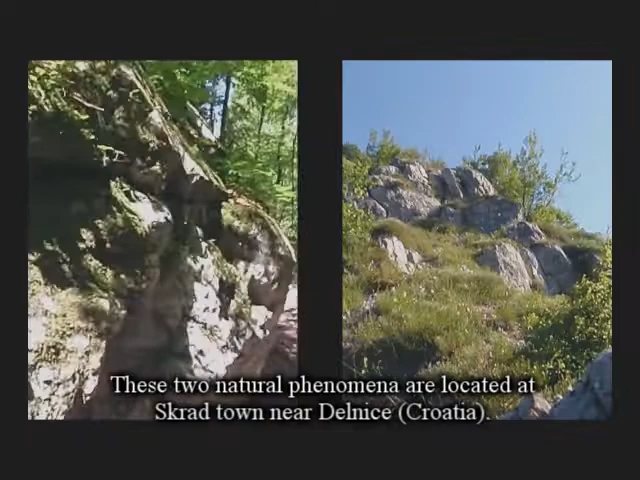 These two natural phenomena are located at
Skrad town near Delnice (Croatia).